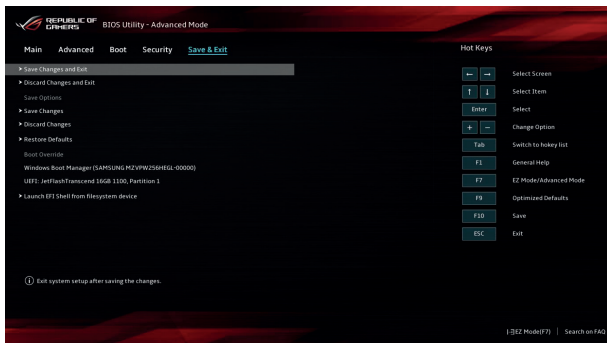 REPUBLIC OF
GAMERS
BIOS Utility - Advanced Mode
Main Advanced Boot Security Save & Exit
Hot Keys
> Save Changes and Exit
> Discard Changes and Exit
Save Options
> Save Changes
> Discard Changes
> Restore Defaults
Boot Override
Windows Boot Manager (SAMSUNG MZVPW256HEGL-00000)
UEFI: JetFlashTranscend 16GB 1100, Partition 1
> Launch EFI Shell from filesystem device
← → Select Screen
↑ ↓ Select Item
Enter Select
+ − Change Option
Tab Switch to hokey list
F1 General Help
F7 EZ Mode/Advanced Mode
F9 Optimized Defaults
F10 Save
ESC Exit
i Exit system setup after saving the changes.
EZ Mode(F7) | Search on FAQ